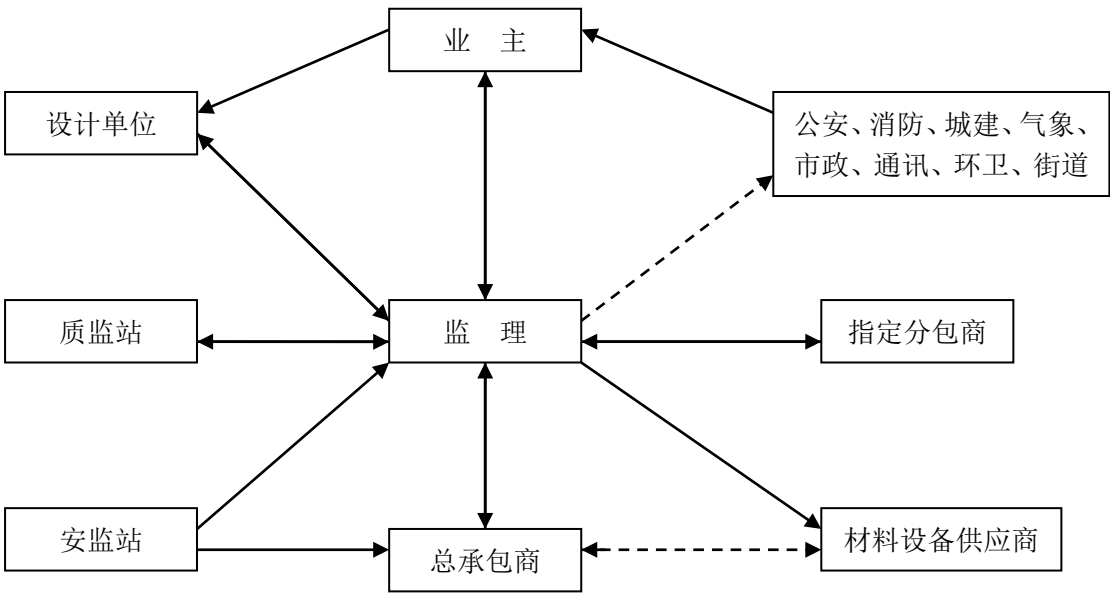 业 主
设计单位
公安、消防、城建、气象、
市政、通讯、环卫、街道
质监站
监 理
指定分包商
安监站
总承包商
材料设备供应商